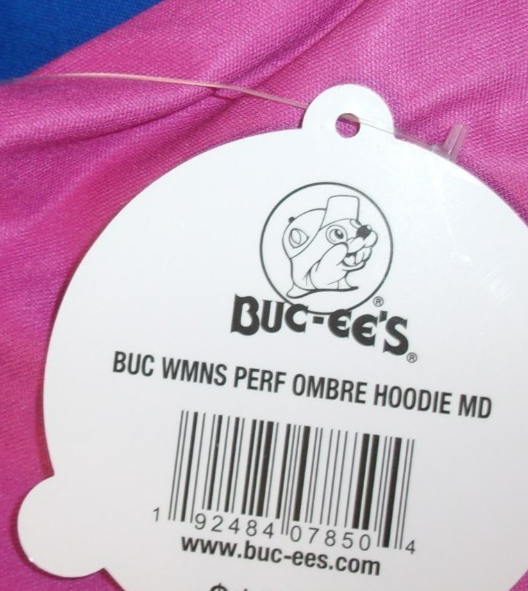 BUC-EE'S®
BUC WMNS PERF OMBRE HOODIE MD
1 92484 07850 4
www.buc-ees.com